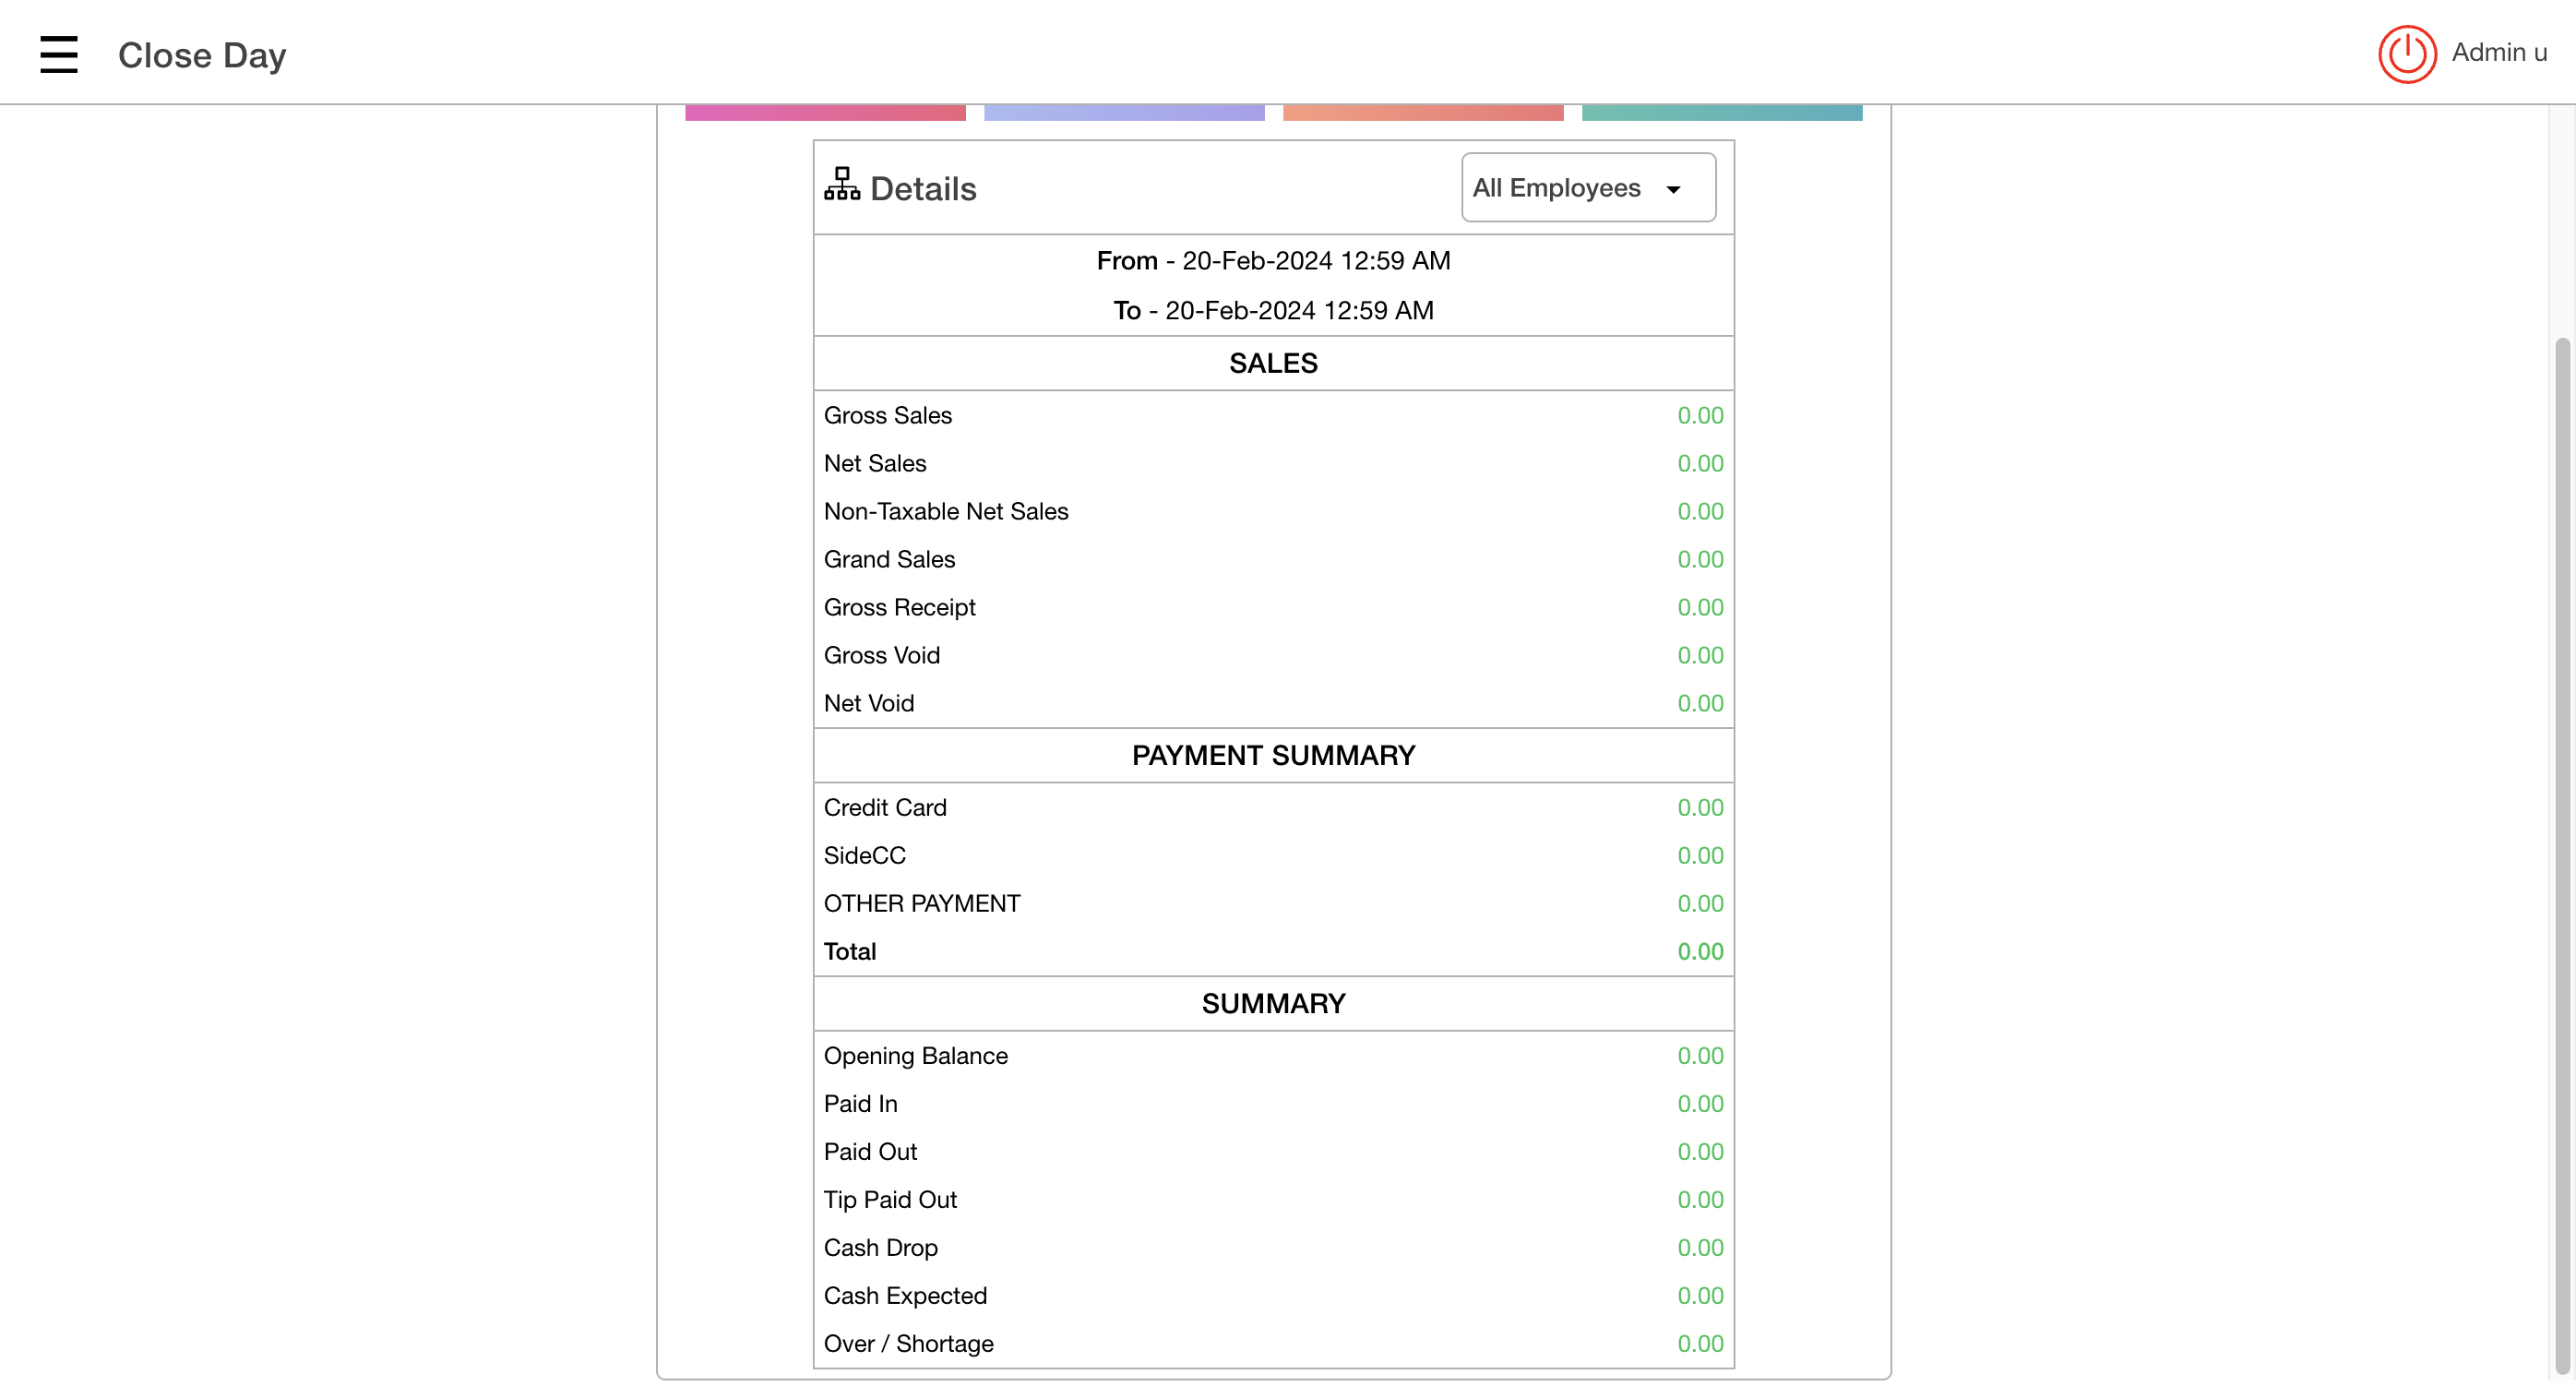 Close Day
Admin u
Details
All Employees
From - 20-Feb-2024 12:59 AM
To - 20-Feb-2024 12:59 AM
SALES
Gross Sales 0.00
Net Sales 0.00
Non-Taxable Net Sales 0.00
Grand Sales 0.00
Gross Receipt 0.00
Gross Void 0.00
Net Void 0.00
PAYMENT SUMMARY
Credit Card 0.00
SideCC 0.00
OTHER PAYMENT 0.00
Total 0.00
SUMMARY
Opening Balance 0.00
Paid In 0.00
Paid Out 0.00
Tip Paid Out 0.00
Cash Drop 0.00
Cash Expected 0.00
Over / Shortage 0.00